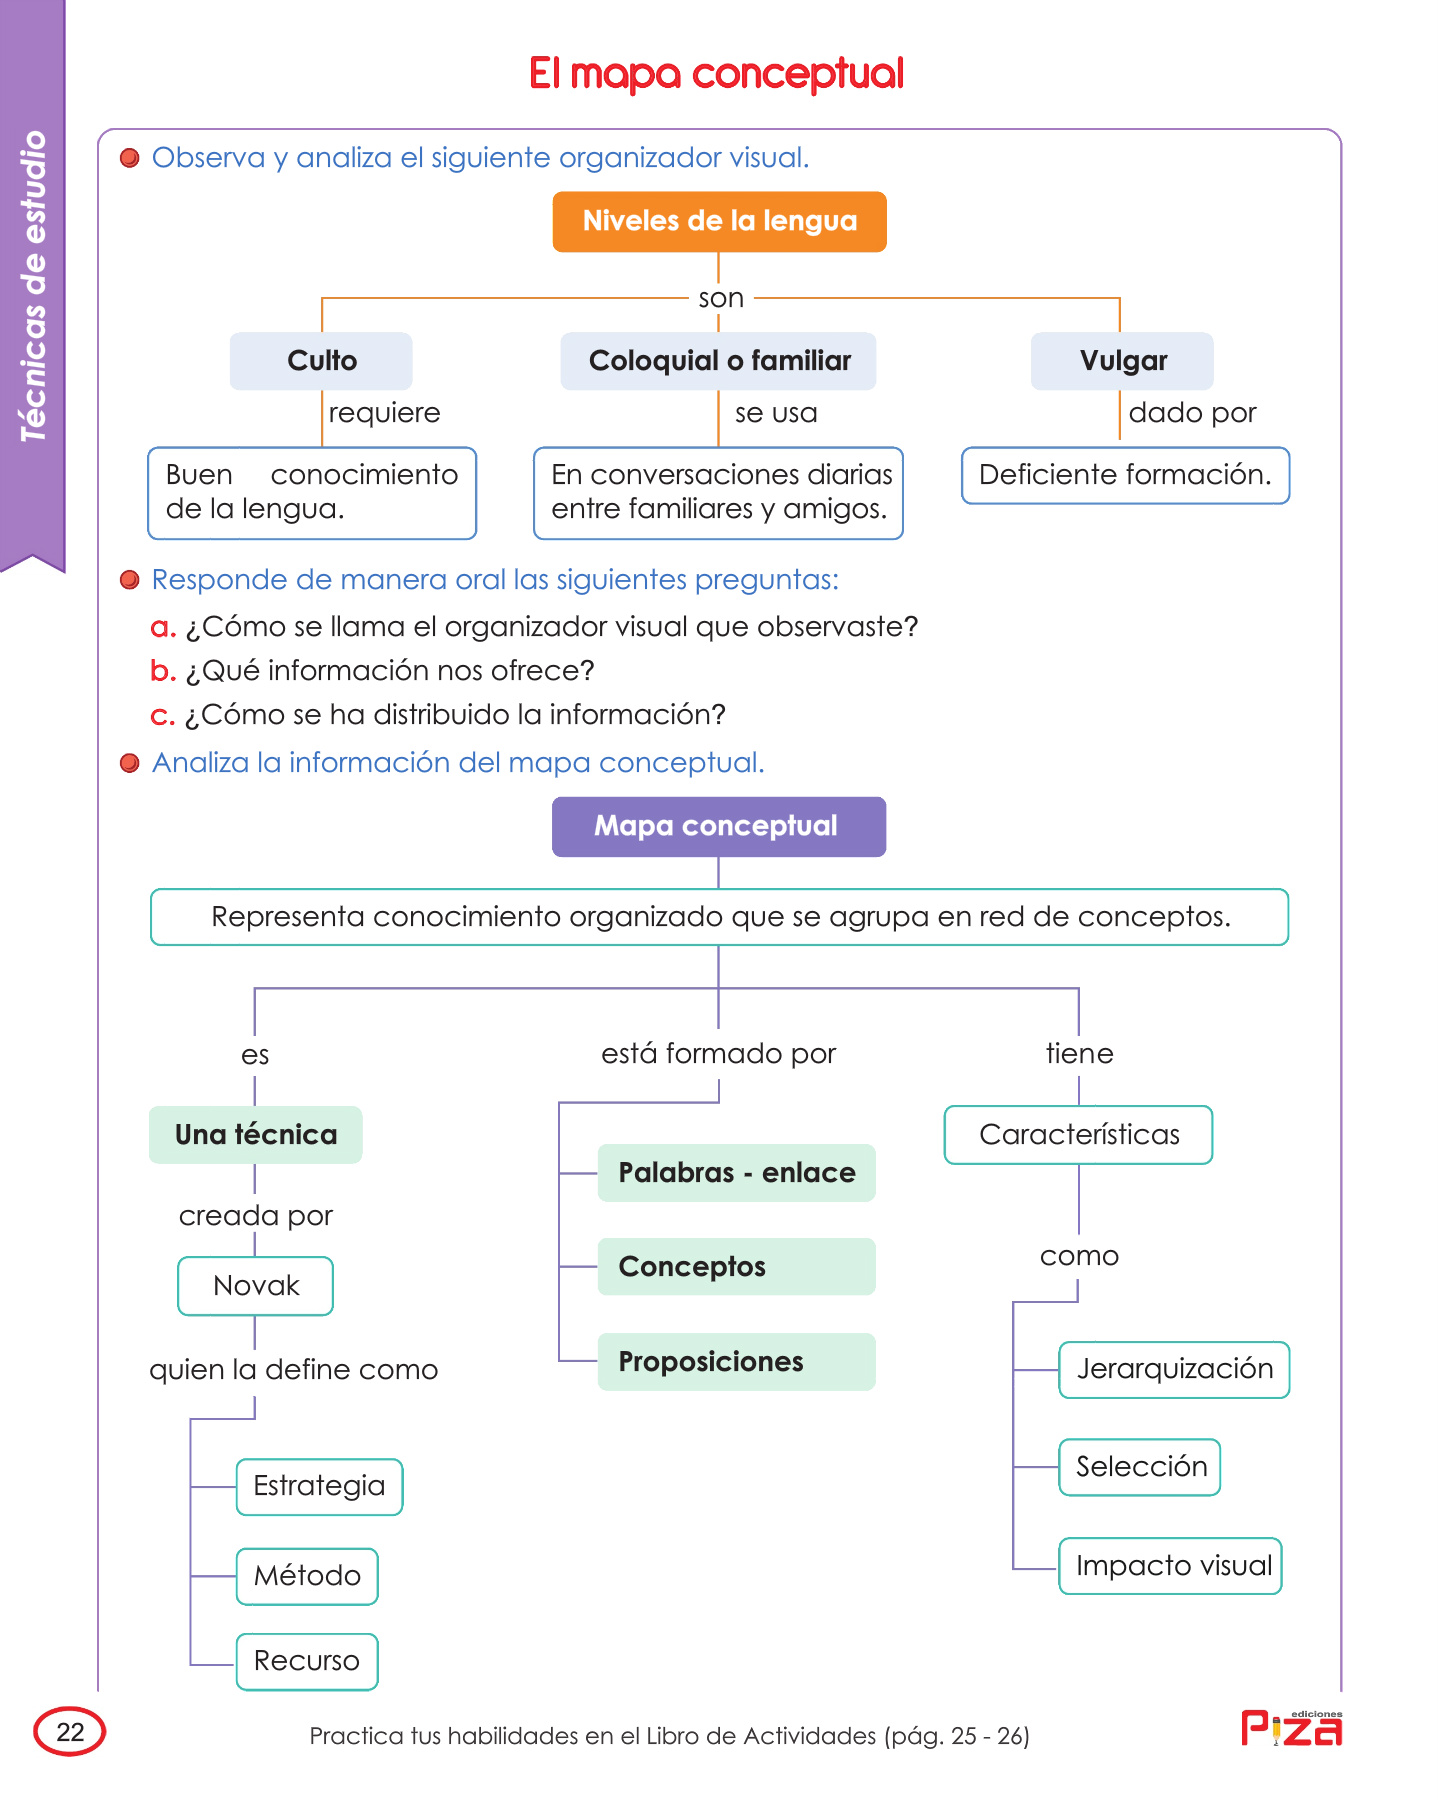 El mapa conceptual
Técnicas de estudio
Observa y analiza el siguiente organizador visual.
Niveles de la lengua
son
Culto
Coloquial o familiar
Vulgar
requiere
se usa
dado por
Buen conocimiento
de la lengua.
En conversaciones diarias
entre familiares y amigos.
Deficiente formación.
Responde de manera oral las siguientes preguntas:
a. ¿Cómo se llama el organizador visual que observaste?
b. ¿Qué información nos ofrece?
c. ¿Cómo se ha distribuido la información?
Analiza la información del mapa conceptual.
Mapa conceptual
Representa conocimiento organizado que se agrupa en red de conceptos.
es
Una técnica
creada por
Novak
quien la define como
Estrategia
Método
Recurso
está formado por
Palabras - enlace
Conceptos
Proposiciones
tiene
Características
como
Jerarquización
Selección
Impacto visual
22
Practica tus habilidades en el Libro de Actividades (pág. 25 - 26)
ediciones
Piza